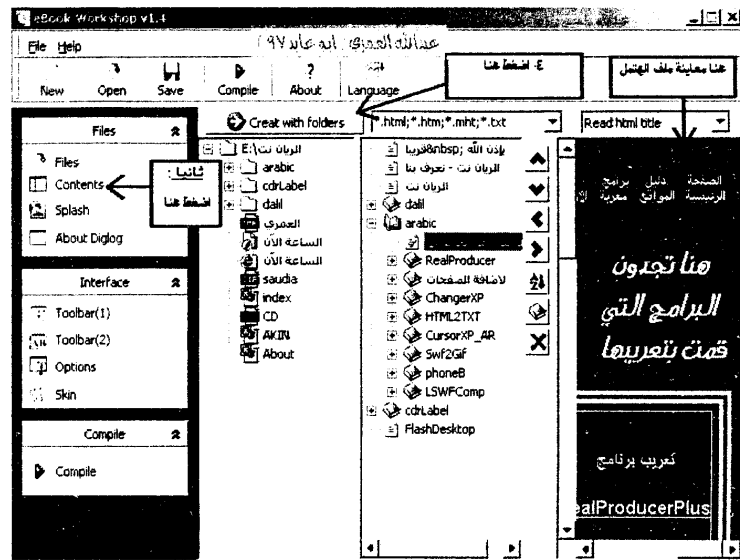 eBook Workshop v1.4
File Help
عبدالله العمري ابو عابد ٩٧
New Open Save Compile About Language
٤- اضغط هنا
هنا معاينة ملف الهتمل
Files
Files
Contents
Splash
About Diglog
ثانيا :
اضغط هنا
Interface
Toolbar(1)
Toolbar(2)
Options
Skin
Compile
Compile
Creat with folders
*.html;*.htm;*.mht;*.txt
Read html title
E:\الريان نت
arabic
cdrLabel
dalil
العمري
الساعة الآن
الساعة الآن
saudia
index
CD
AKIN
About
بإذن الله ;&nbspقريبا
الريان نت - تعرف بنا
الريان نت
dalil
arabic
RealProducer
لاضافة الصفحات
ChangerXP
HTML2TXT
CursorXP_AR
Swf2Gif
phoneB
LSWFComp
cdrLabel
FlashDesktop
الصفحة الرئيسية
دليل المواقع
برامج معربة
هنا تجدون
البرامج التي
قمت بتعريبها
تعريب برنامج
ealProducerPlus